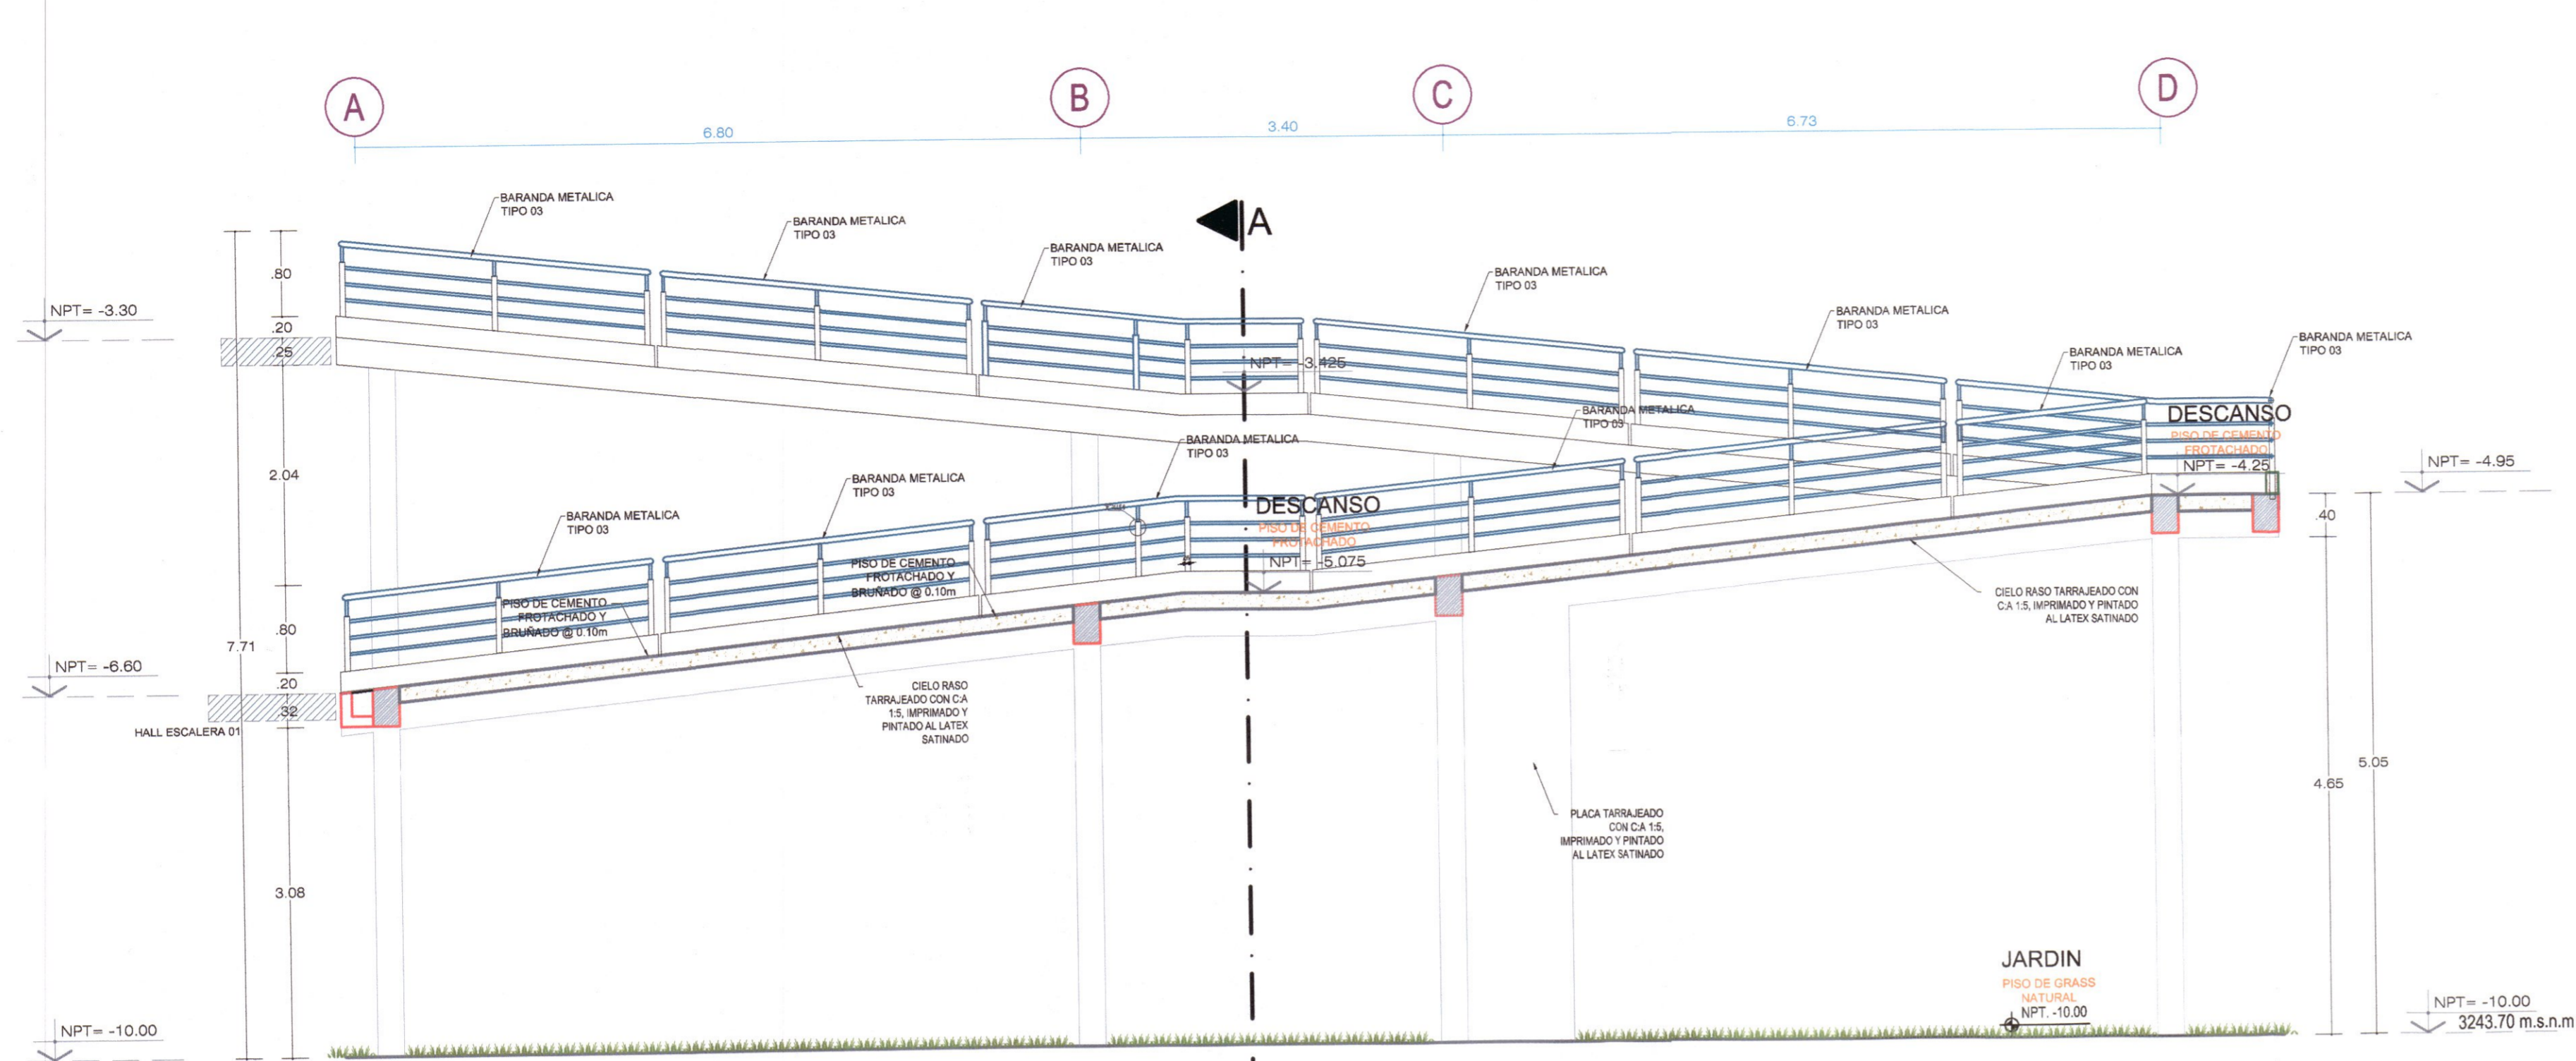 A
B
C
D
6.80
3.40
6.73
BARANDA METALICA
TIPO 03
BARANDA METALICA
TIPO 03
BARANDA METALICA
TIPO 03
A
BARANDA METALICA
TIPO 03
BARANDA METALICA
TIPO 03
BARANDA METALICA
TIPO 03
BARANDA METALICA
TIPO 03
.80
NPT= -3.30
.20
.25
NPT= -3.425
BARANDA METALICA
TIPO 03
DESCANSO
PISO DE CEMENTO
FROTACHADO
NPT= -4.25
NPT= -4.95
BARANDA METALICA
TIPO 03
2.04
BARANDA METALICA
TIPO 03
DESCANSO
PISO DE CEMENTO
FROTACHADO
NPT= -5.075
.40
BARANDA METALICA
TIPO 03
PISO DE CEMENTO
FROTACHADO Y
BRUÑADO @ 0.10m
PISO DE CEMENTO
FROTACHADO Y
BRUÑADO @ 0.10m
CIELO RASO TARRAJEADO CON
C:A 1:5, IMPRIMADO Y PINTADO
AL LATEX SATINADO
.80
7.71
NPT= -6.60
.20
.32
HALL ESCALERA 01
CIELO RASO
TARRAJEADO CON C:A
1:5, IMPRIMADO Y
PINTADO AL LATEX
SATINADO
5.05
4.65
PLACA TARRAJEADO
CON C:A 1:5,
IMPRIMADO Y PINTADO
AL LATEX SATINADO
3.08
JARDIN
PISO DE GRASS
NATURAL
NPT. -10.00
NPT= -10.00
NPT= -10.00
3243.70 m.s.n.m